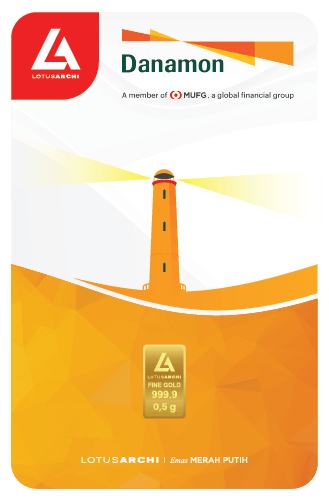 LOTUSARCHI
Danamon
A member of MUFG, a global financial group
LOTUSARCHI
FINE GOLD
999.9
0,5 g
LOTUSARCHI | Emas MERAH PUTIH